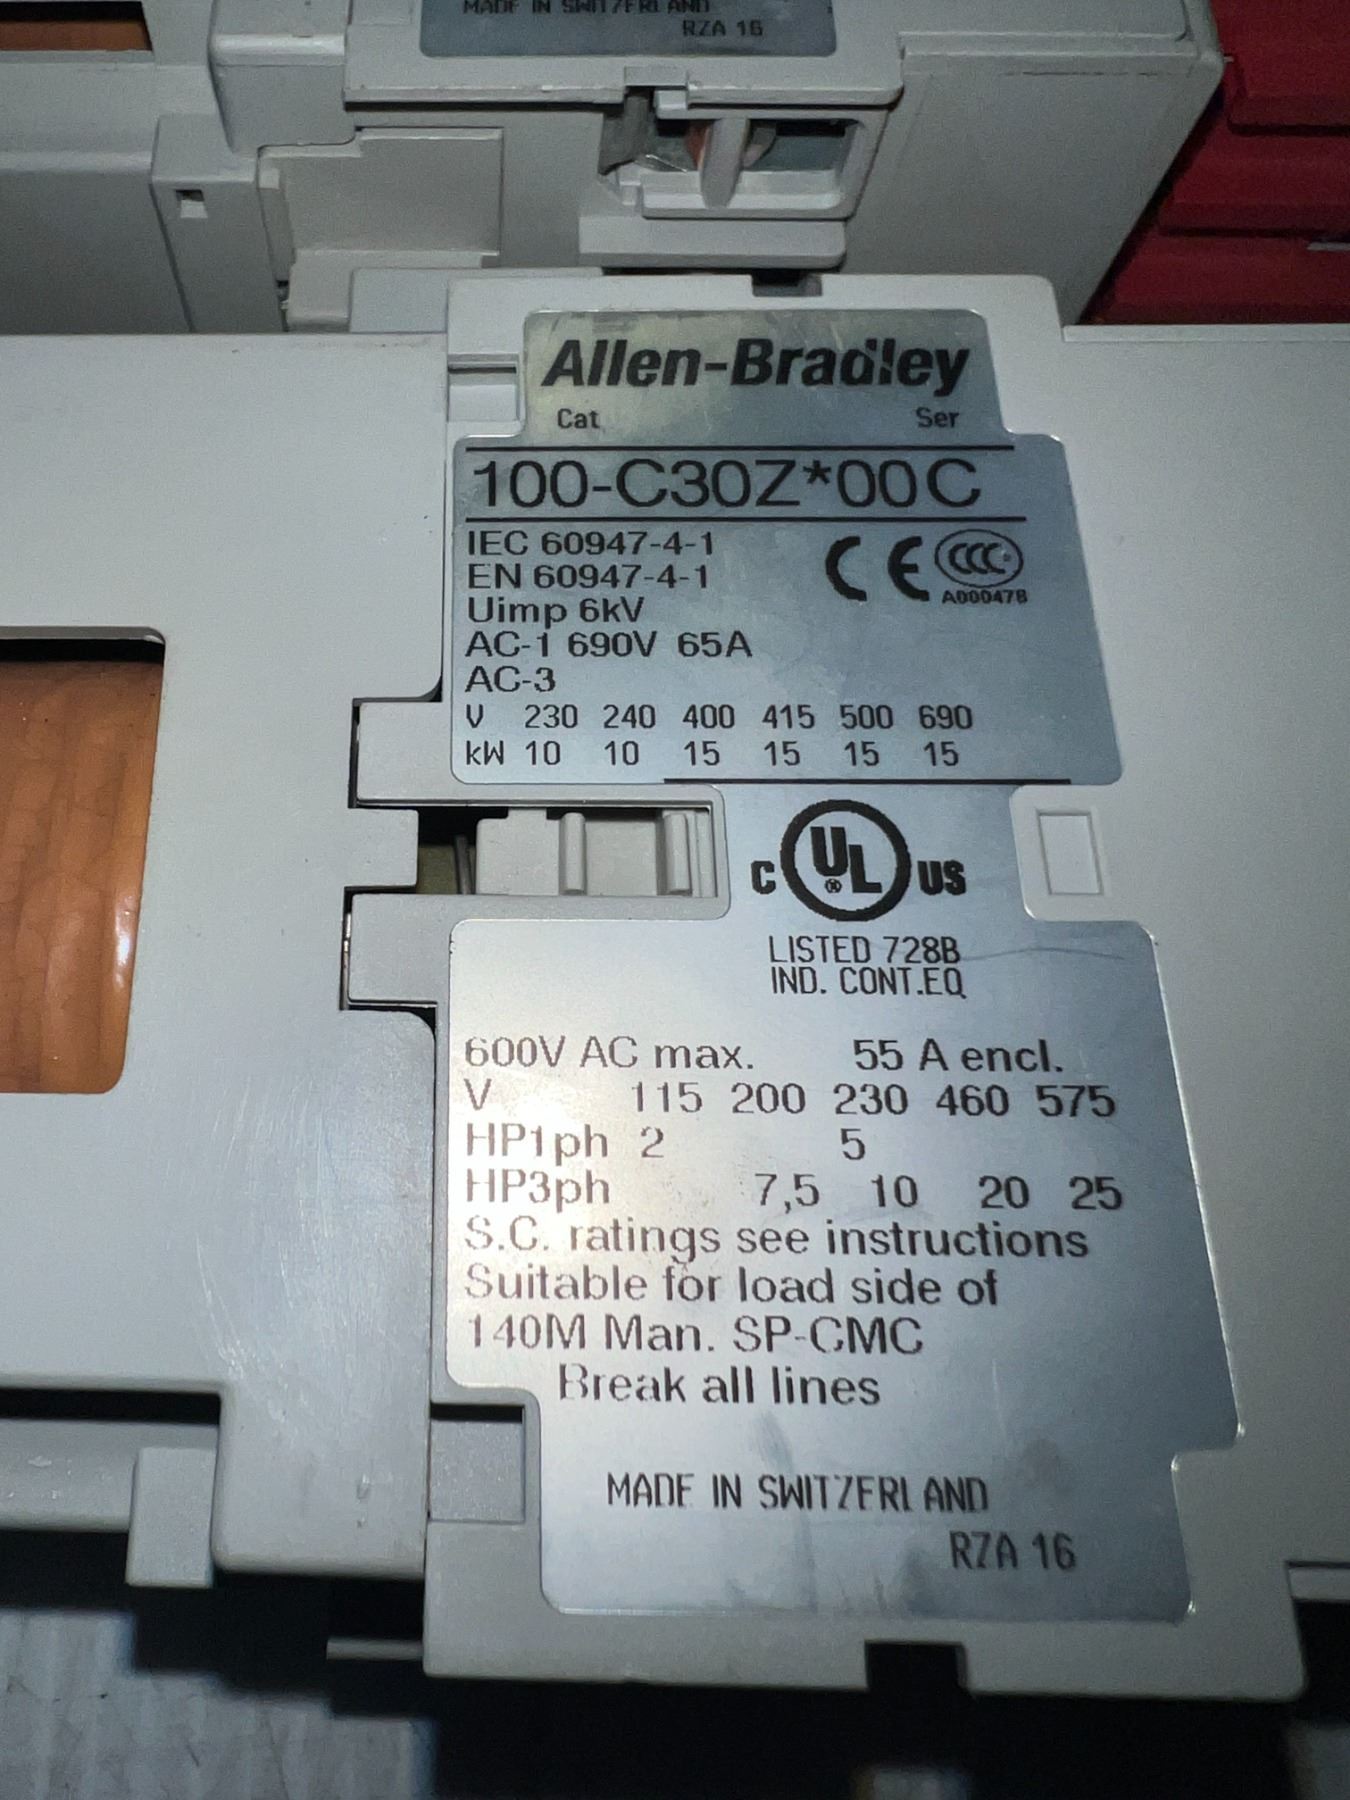 MADE IN SWITZERLAND
RZA 16
Allen-Bradley
Cat Ser
100-C30Z*00 C
IEC 60947-4-1
EN 60947-4-1
Uimp 6kV
AC-1 690V 65A
AC-3
CE CCC
A000478
V 230 240 400 415 500 690
kW 10 10 15 15 15 15
C UL ® US
LISTED 728B
IND. CONT.EQ
600V AC max. 55 A encl.
V 115 200 230 460 575
HP1ph 2 5
HP3ph 7,5 10 20 25
S.C. ratings see instructions
Suitable for load side of
140M Man. SP-CMC
Break all lines
MADE IN SWITZERLAND
RZA 16